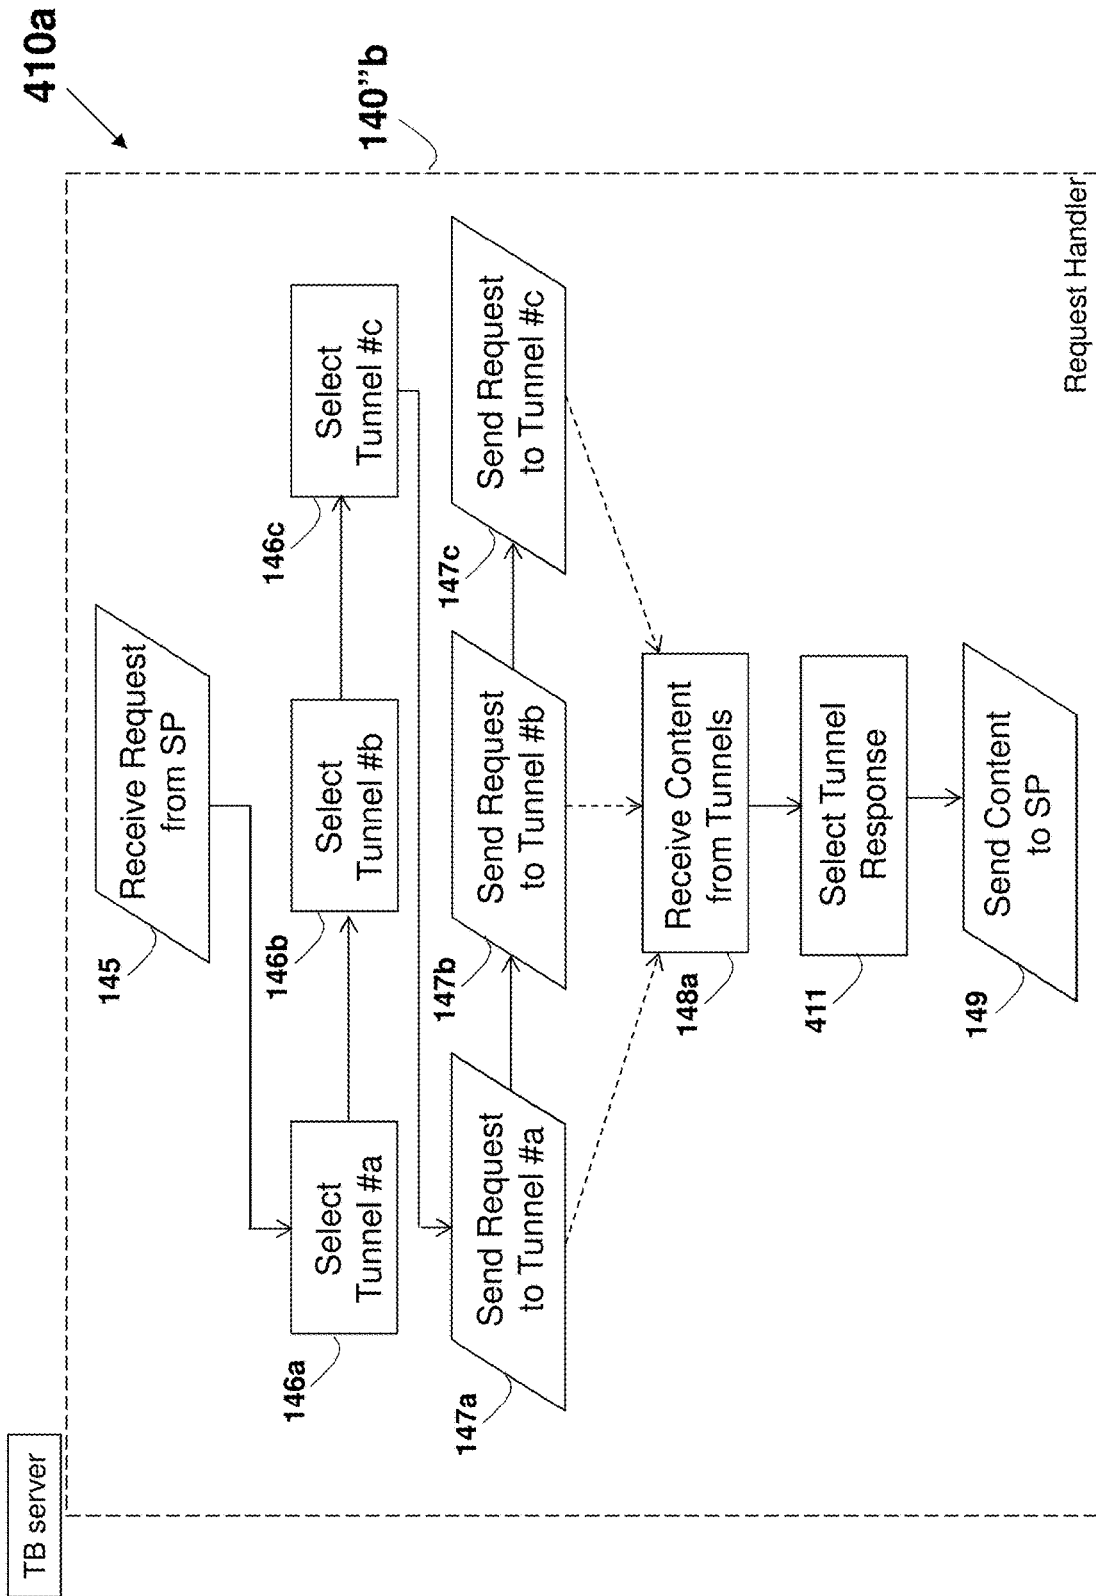 410a
TB server
140”b
Receive Request
from SP
145
Select
Tunnel #a
146a
Select
Tunnel #b
146b
Select
Tunnel #c
146c
Send Request
to Tunnel #a
147a
Send Request
to Tunnel #b
147b
Send Request
to Tunnel #c
147c
Receive Content
from Tunnels
148a
Select Tunnel
Response
411
Send Content
to SP
149
Request Handler